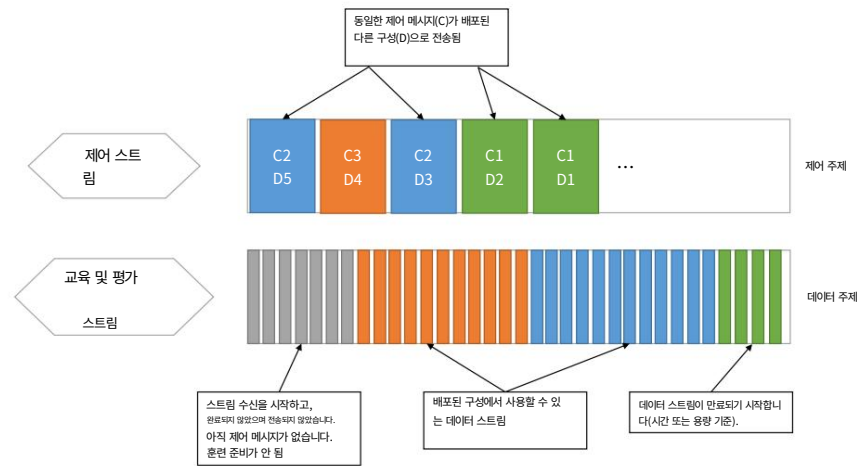 동일한 제어 메시지(C)가 배포된
다른 구성(D)으로 전송됨
제어 스트
림
C2
D5
C3
D4
C2
D3
C1
D2
C1
D1
...
제어 주제
교육 및 평가
스트림
데이터 주제
스트림 수신을 시작하고,
완료되지 않았으며 전송되지 않았습니다.
아직 제어 메시지가 없습니다.
훈련 준비가 안 됨
배포된 구성에서 사용할 수 있
는 데이터 스트림
데이터 스트림이 만료되기 시작합니
다(시간 또는 용량 기준).